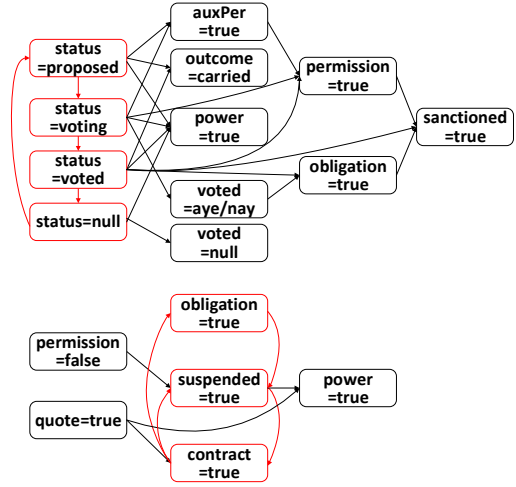 status
=proposed
status
=voting
status
=voted
status=null
auxPer
=true
outcome
=carried
power
=true
voted
=aye/nay
voted
=null
permission
=true
obligation
=true
sanctioned
=true
permission
=false
quote=true
obligation
=true
suspended
=true
contract
=true
power
=true